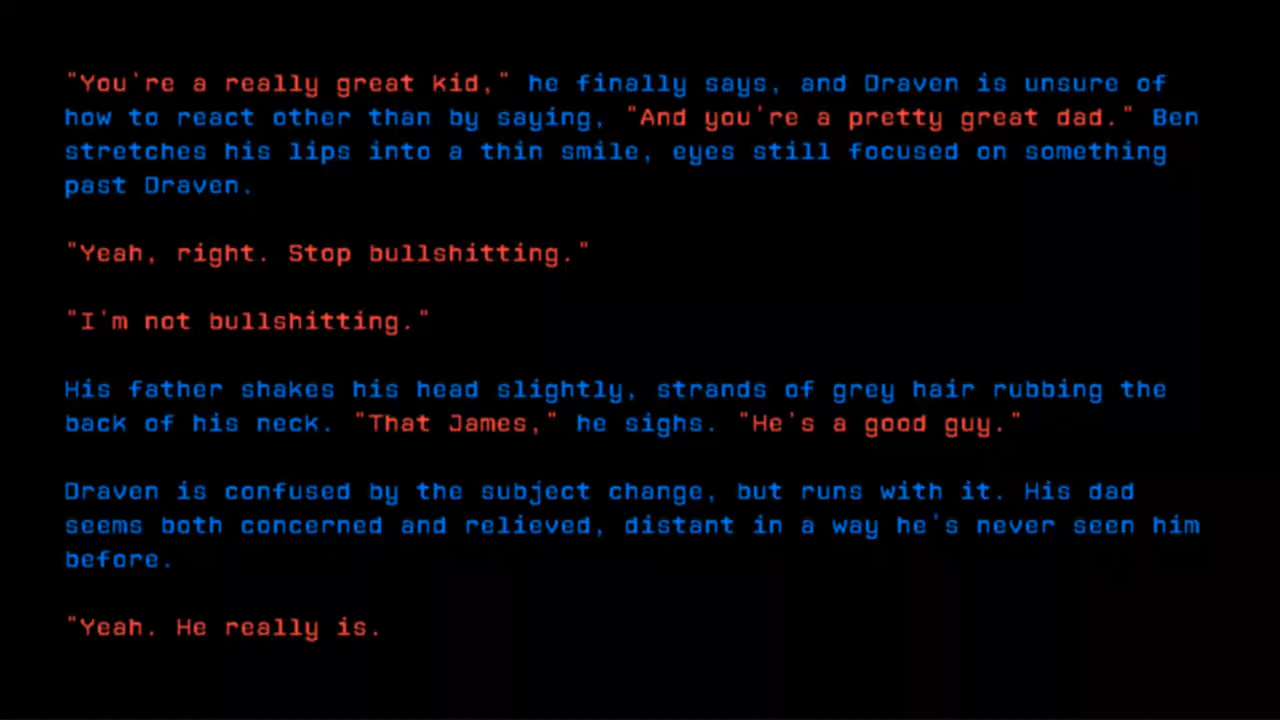 "You're a really great kid," he finally says, and Draven is unsure of
how to react other than by saying, "And you're a pretty great dad." Ben
stretches his lips into a thin smile, eyes still focused on something
past Draven.
"Yeah, right. Stop bullshitting."
"I'm not bullshitting."
His father shakes his head slightly, strands of grey hair rubbing the
back of his neck. "That James," he sighs. "He's a good guy."
Draven is confused by the subject change, but runs with it. His dad
seems both concerned and relieved, distant in a way he's never seen him
before.
"Yeah. He really is.